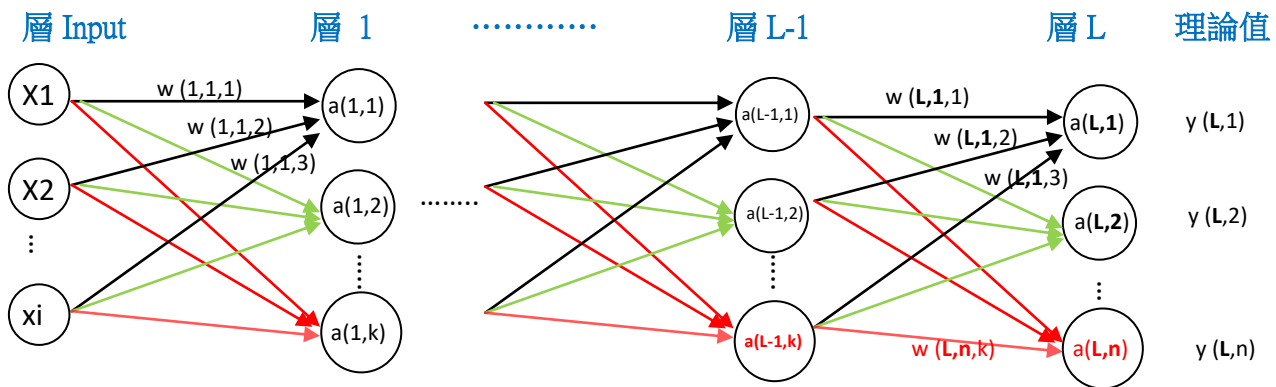 層 Input 層 1 ………… 層 L-1 層 L 理論值
X1 w (1,1,1) a(1,1) a(L-1,1) w (L,1,1) a(L,1) y (L,1)
w (1,1,2) w (L,1,2)
w (1,1,3) w (L,1,3)
X2 a(1,2) ........ a(L-1,2) a(L,2) y (L,2)
... ...... ...... ....
xi a(1,k) a(L-1,k) w (L,n,k) a(L,n) y (L,n)